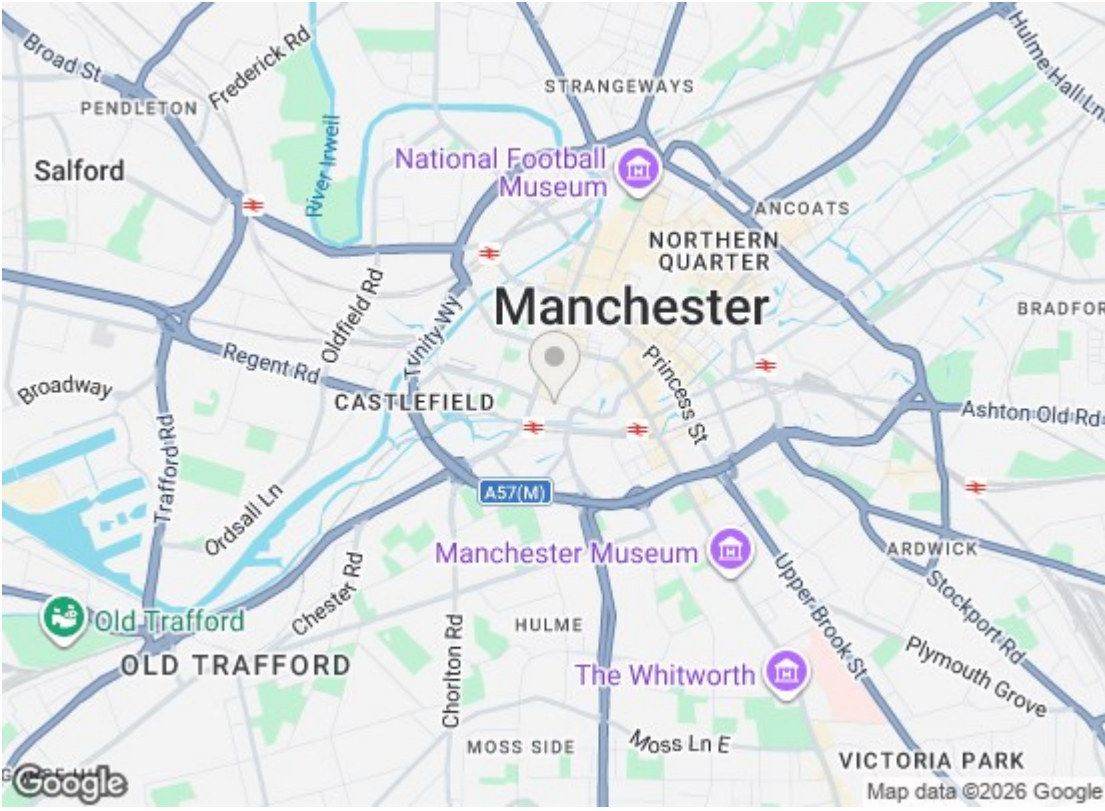 Broad St
Frederick Rd
Hulme Hall Ln
STRANGEWAYS
PENDLETON
River Irwell
National Football
Museum
Salford
ANCOATS
NORTHERN
QUARTER
Oldfield Rd
Manchester
Trinity Wy
BRADFOR
Regent Rd
Princess St
Broadway
CASTLEFIELD
Ashton Old Rd
Trafford Rd
A57(M)
Ordsall Ln
Manchester Museum
ARDWICK
Chester Rd
Upper Brook St
Stockport Rd
Old Trafford
HULME
OLD TRAFFORD
Chorlton Rd
The Whitworth
Plymouth Grove
MOSS SIDE
Moss Ln E
VICTORIA PARK
Google
Map data ©2026 Google